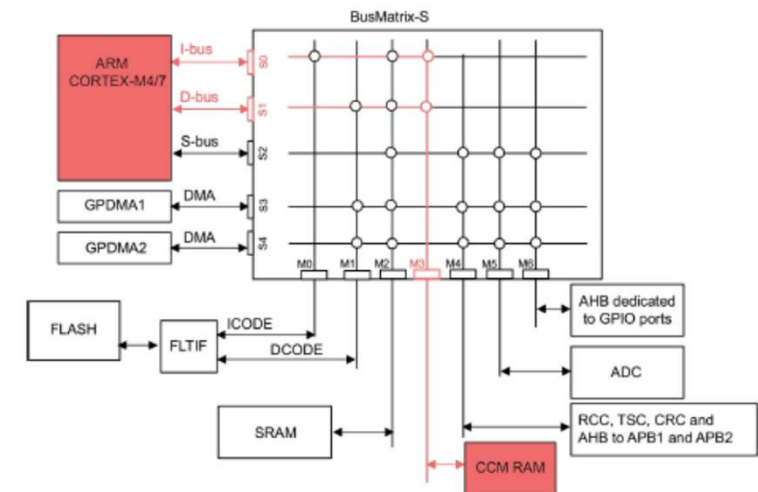 BusMatrix-S
ARM
CORTEX-M4/7
I-bus
S0
D-bus
S1
S-bus
S2
GPDMA1
DMA
S3
GPDMA2
DMA
S4
M0
M1
M2
M3
M4
M5
M6
AHB dedicated
to GPIO ports
FLASH
FLTIF
ICODE
DCODE
ADC
SRAM
RCC, TSC, CRC and
AHB to APB1 and APB2
CCM RAM